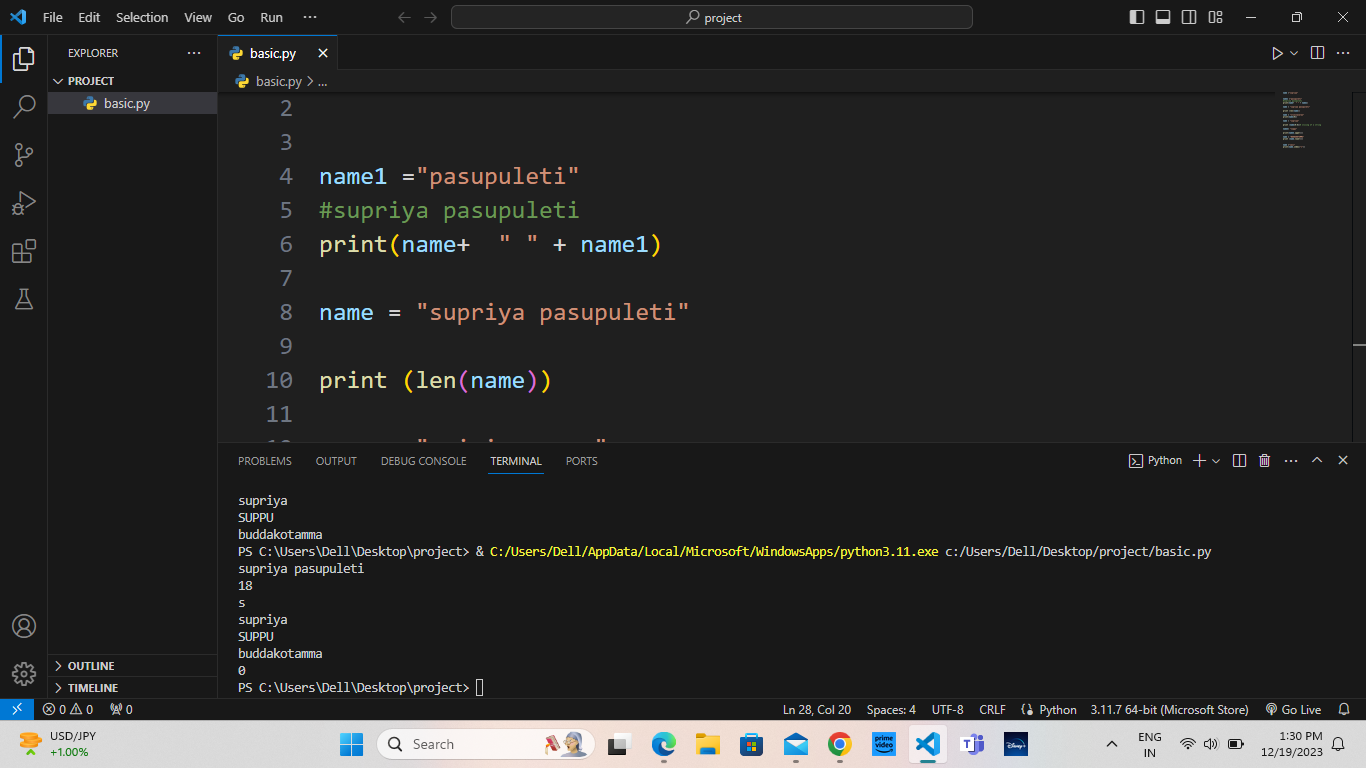 File Edit Selection View Go Run ···
project
EXPLORER ···
PROJECT
basic.py
OUTLINE
TIMELINE
basic.py
basic.py > ...
2
3
4 name1 ="pasupuleti"
5 #supriya pasupuleti
6 print(name+  " " + name1)
7
8 name = "supriya pasupuleti"
9
10 print (len(name))
11
PROBLEMS OUTPUT DEBUG CONSOLE TERMINAL PORTS
Python
supriya
SUPPU
buddakotamma
PS C:\Users\Dell\Desktop\project> & C:/Users/Dell/AppData/Local/Microsoft/WindowsApps/python3.11.exe c:/Users/Dell/Desktop/project/basic.py
supriya pasupuleti
18
s
supriya
SUPPU
buddakotamma
0
PS C:\Users\Dell\Desktop\project>
0 0 0 Ln 28, Col 20 Spaces: 4 UTF-8 CRLF Python 3.11.7 64-bit (Microsoft Store) Go Live
USD/JPY
+1.00%
Search
prime video
Disney+
ENG
IN
1:30 PM
12/19/2023